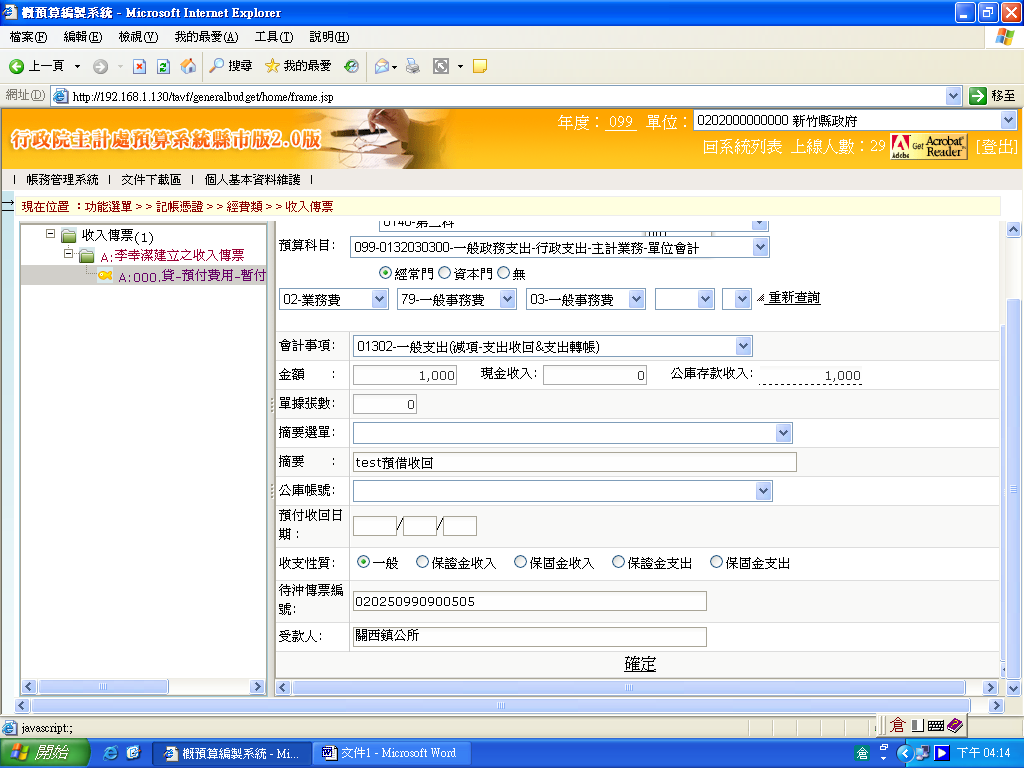 概預算編製系統 - Microsoft Internet Explorer
檔案(F) 編輯(E) 檢視(V) 我的最愛(A) 工具(T) 說明(H)
上一頁 搜尋 我的最愛
網址(D) http://192.168.1.130/tavf/generalbudget/home/frame.jsp 移至
行政院主計處預算系統縣市版2.0版
年度： 099 單位： 0202000000000 新竹縣政府
回系統列表 上線人數：29 Get Acrobat Reader Adobe [登出]
| 帳務管理系統 | 文件下載區 | 個人基本資料維護 |
現在位置 ：功能選單 > > 記帳憑證 > > 經費類 > > 收入傳票
收入傳票(1)
A:李幸潔建立之收入傳票
A:000.貸-預付費用-暫付
0140-第二科
預算科目： 099-0132030300-一般政務支出-行政支出-主計業務-單位會計
經常門 資本門 無
02-業務費 79-一般事務費 03-一般事務費 重新查詢
會計事項： 01302-一般支出(減項-支出收回&支出轉帳)
金額 ： 1,000 現金收入： 0 公庫存款收入： 1,000
單據張數： 0
摘要選單：
摘要 ： test預借收回
公庫帳號：
預付收回日期： / /
收支性質： 一般 保證金收入 保固金收入 保證金支出 保固金支出
待沖傳票編號： 020250990900505
受款人： 關西鎮公所
確定
javascript:;
倉
開始 概預算編製系統 - Mi... 文件1 - Microsoft Word 倉 下午 04:14